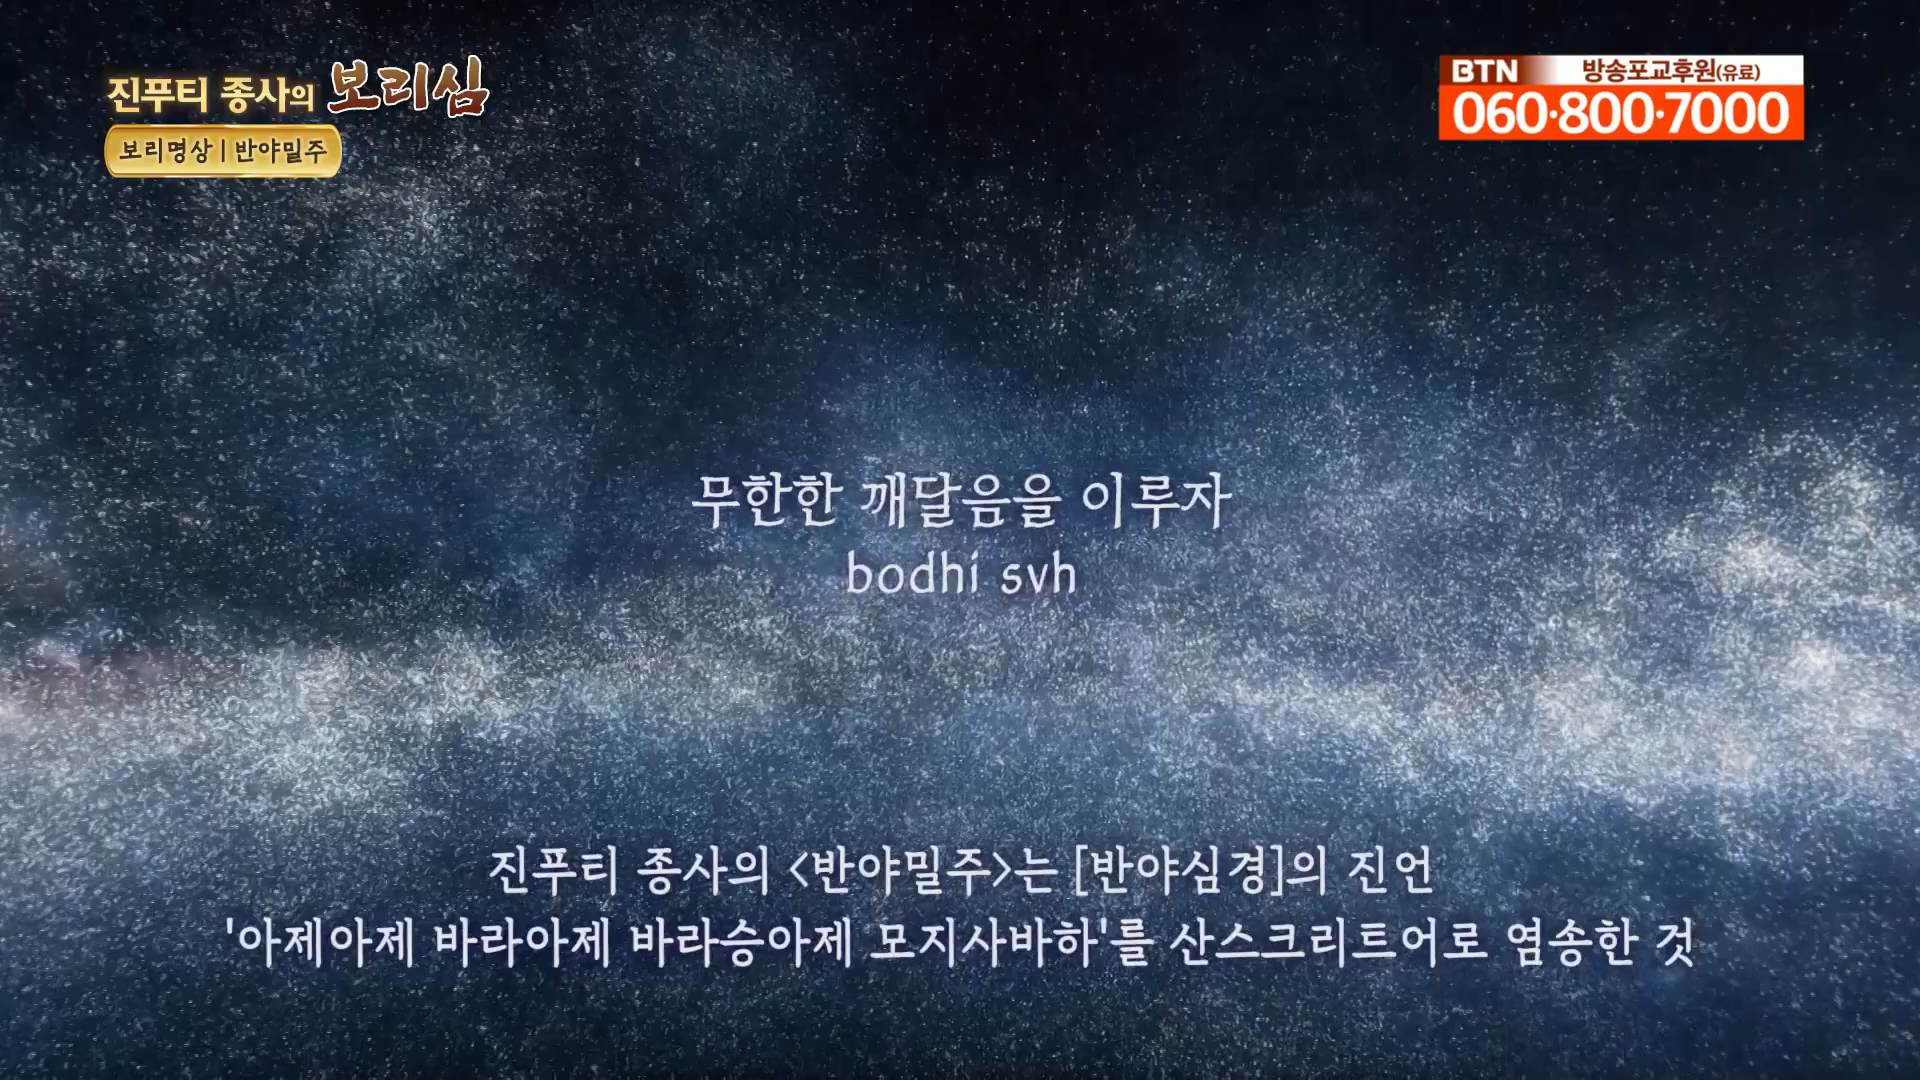 진푸티 종사의 보리심
보리명상 | 반야밀주
BTN 방송포교후원(유료)
060·800·7000
무한한 깨달음을 이루자
bodhi svh
진푸티 종사의 <반야밀주>는 [반야심경]의 진언
'아제아제 바라아제 바라승아제 모지사바하'를 산스크리트어로 염송한 것